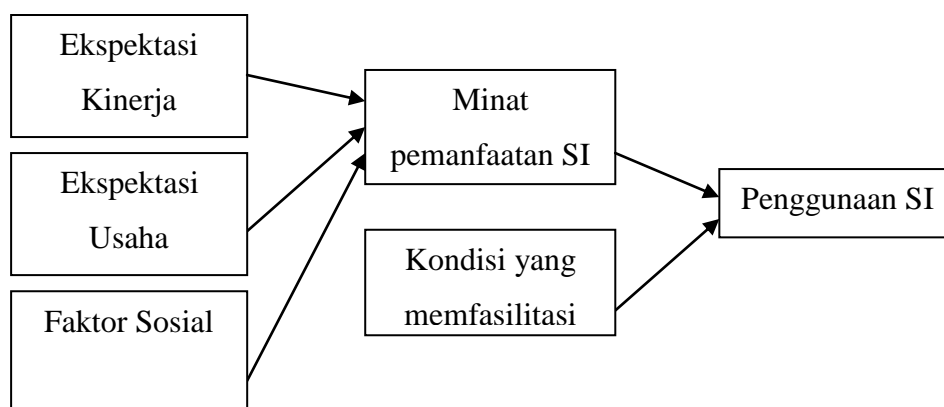 Ekspektasi
Kinerja
Ekspektasi
Usaha
Faktor Sosial
Minat
pemanfaatan SI
Kondisi yang
memfasilitasi
Penggunaan SI